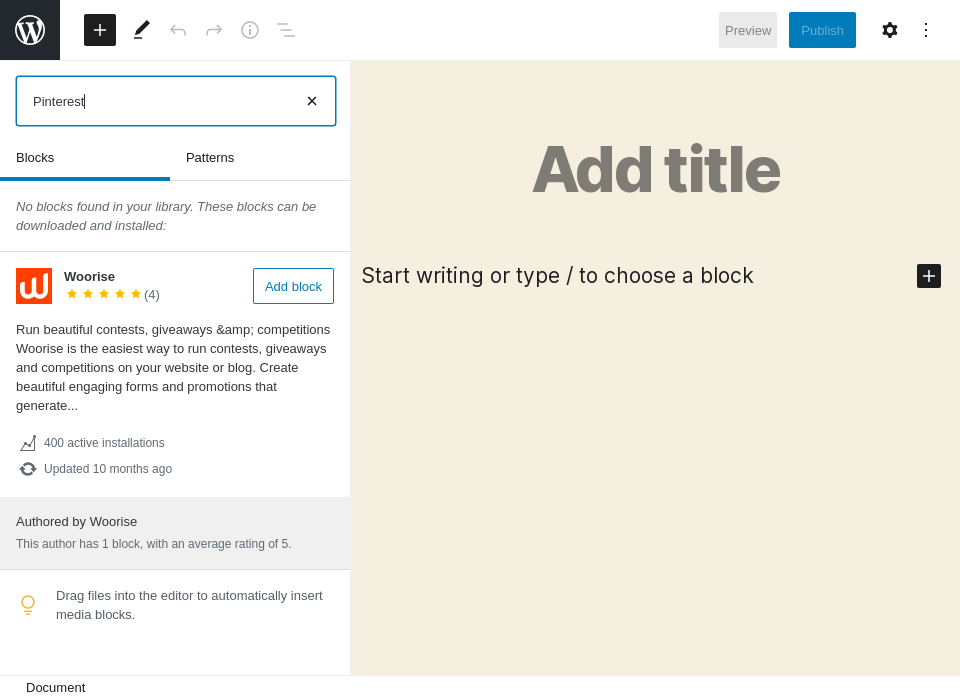 Preview
Publish
Pinterest
Blocks
Patterns
No blocks found in your library. These blocks can be
downloaded and installed:
Woorise
(4)
Add block
Run beautiful contests, giveaways &amp; competitions
Woorise is the easiest way to run contests, giveaways
and competitions on your website or blog. Create
beautiful engaging forms and promotions that
generate...
400 active installations
Updated 10 months ago
Authored by Woorise
This author has 1 block, with an average rating of 5.
Drag files into the editor to automatically insert
media blocks.
Add title
Start writing or type / to choose a block
Document